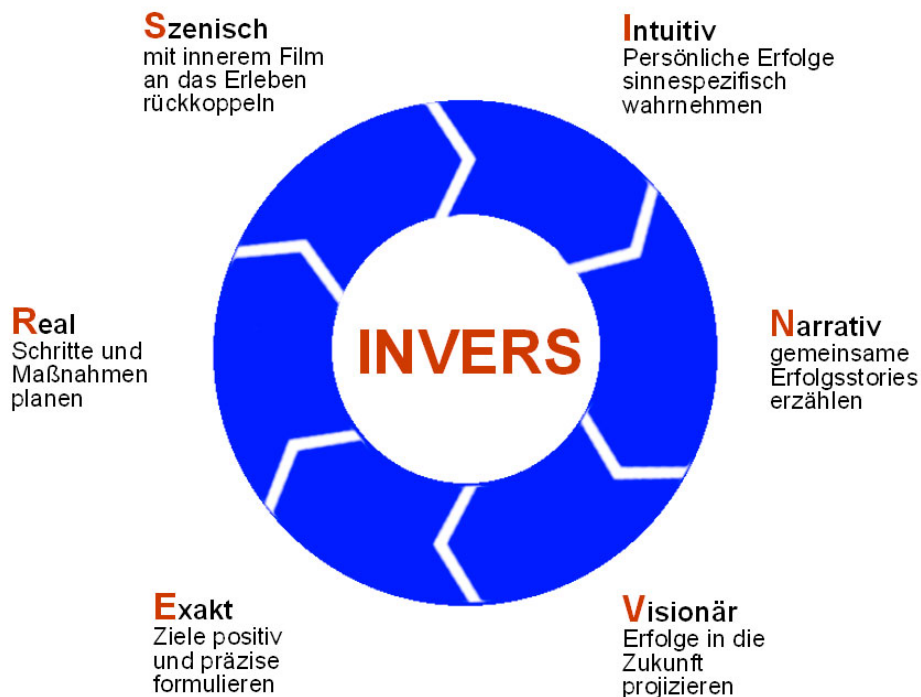 Szenisch
mit innerem Film
an das Erleben
rückkoppeln
Intuitiv
Persönliche Erfolge
sinnespezifisch
wahrnehmen
Real
Schritte und
Maßnahmen
planen
INVERS
Narrativ
gemeinsame
Erfolgsstories
erzählen
Exakt
Ziele positiv
und präzise
formulieren
Visionär
Erfolge in die
Zukunft
projizieren